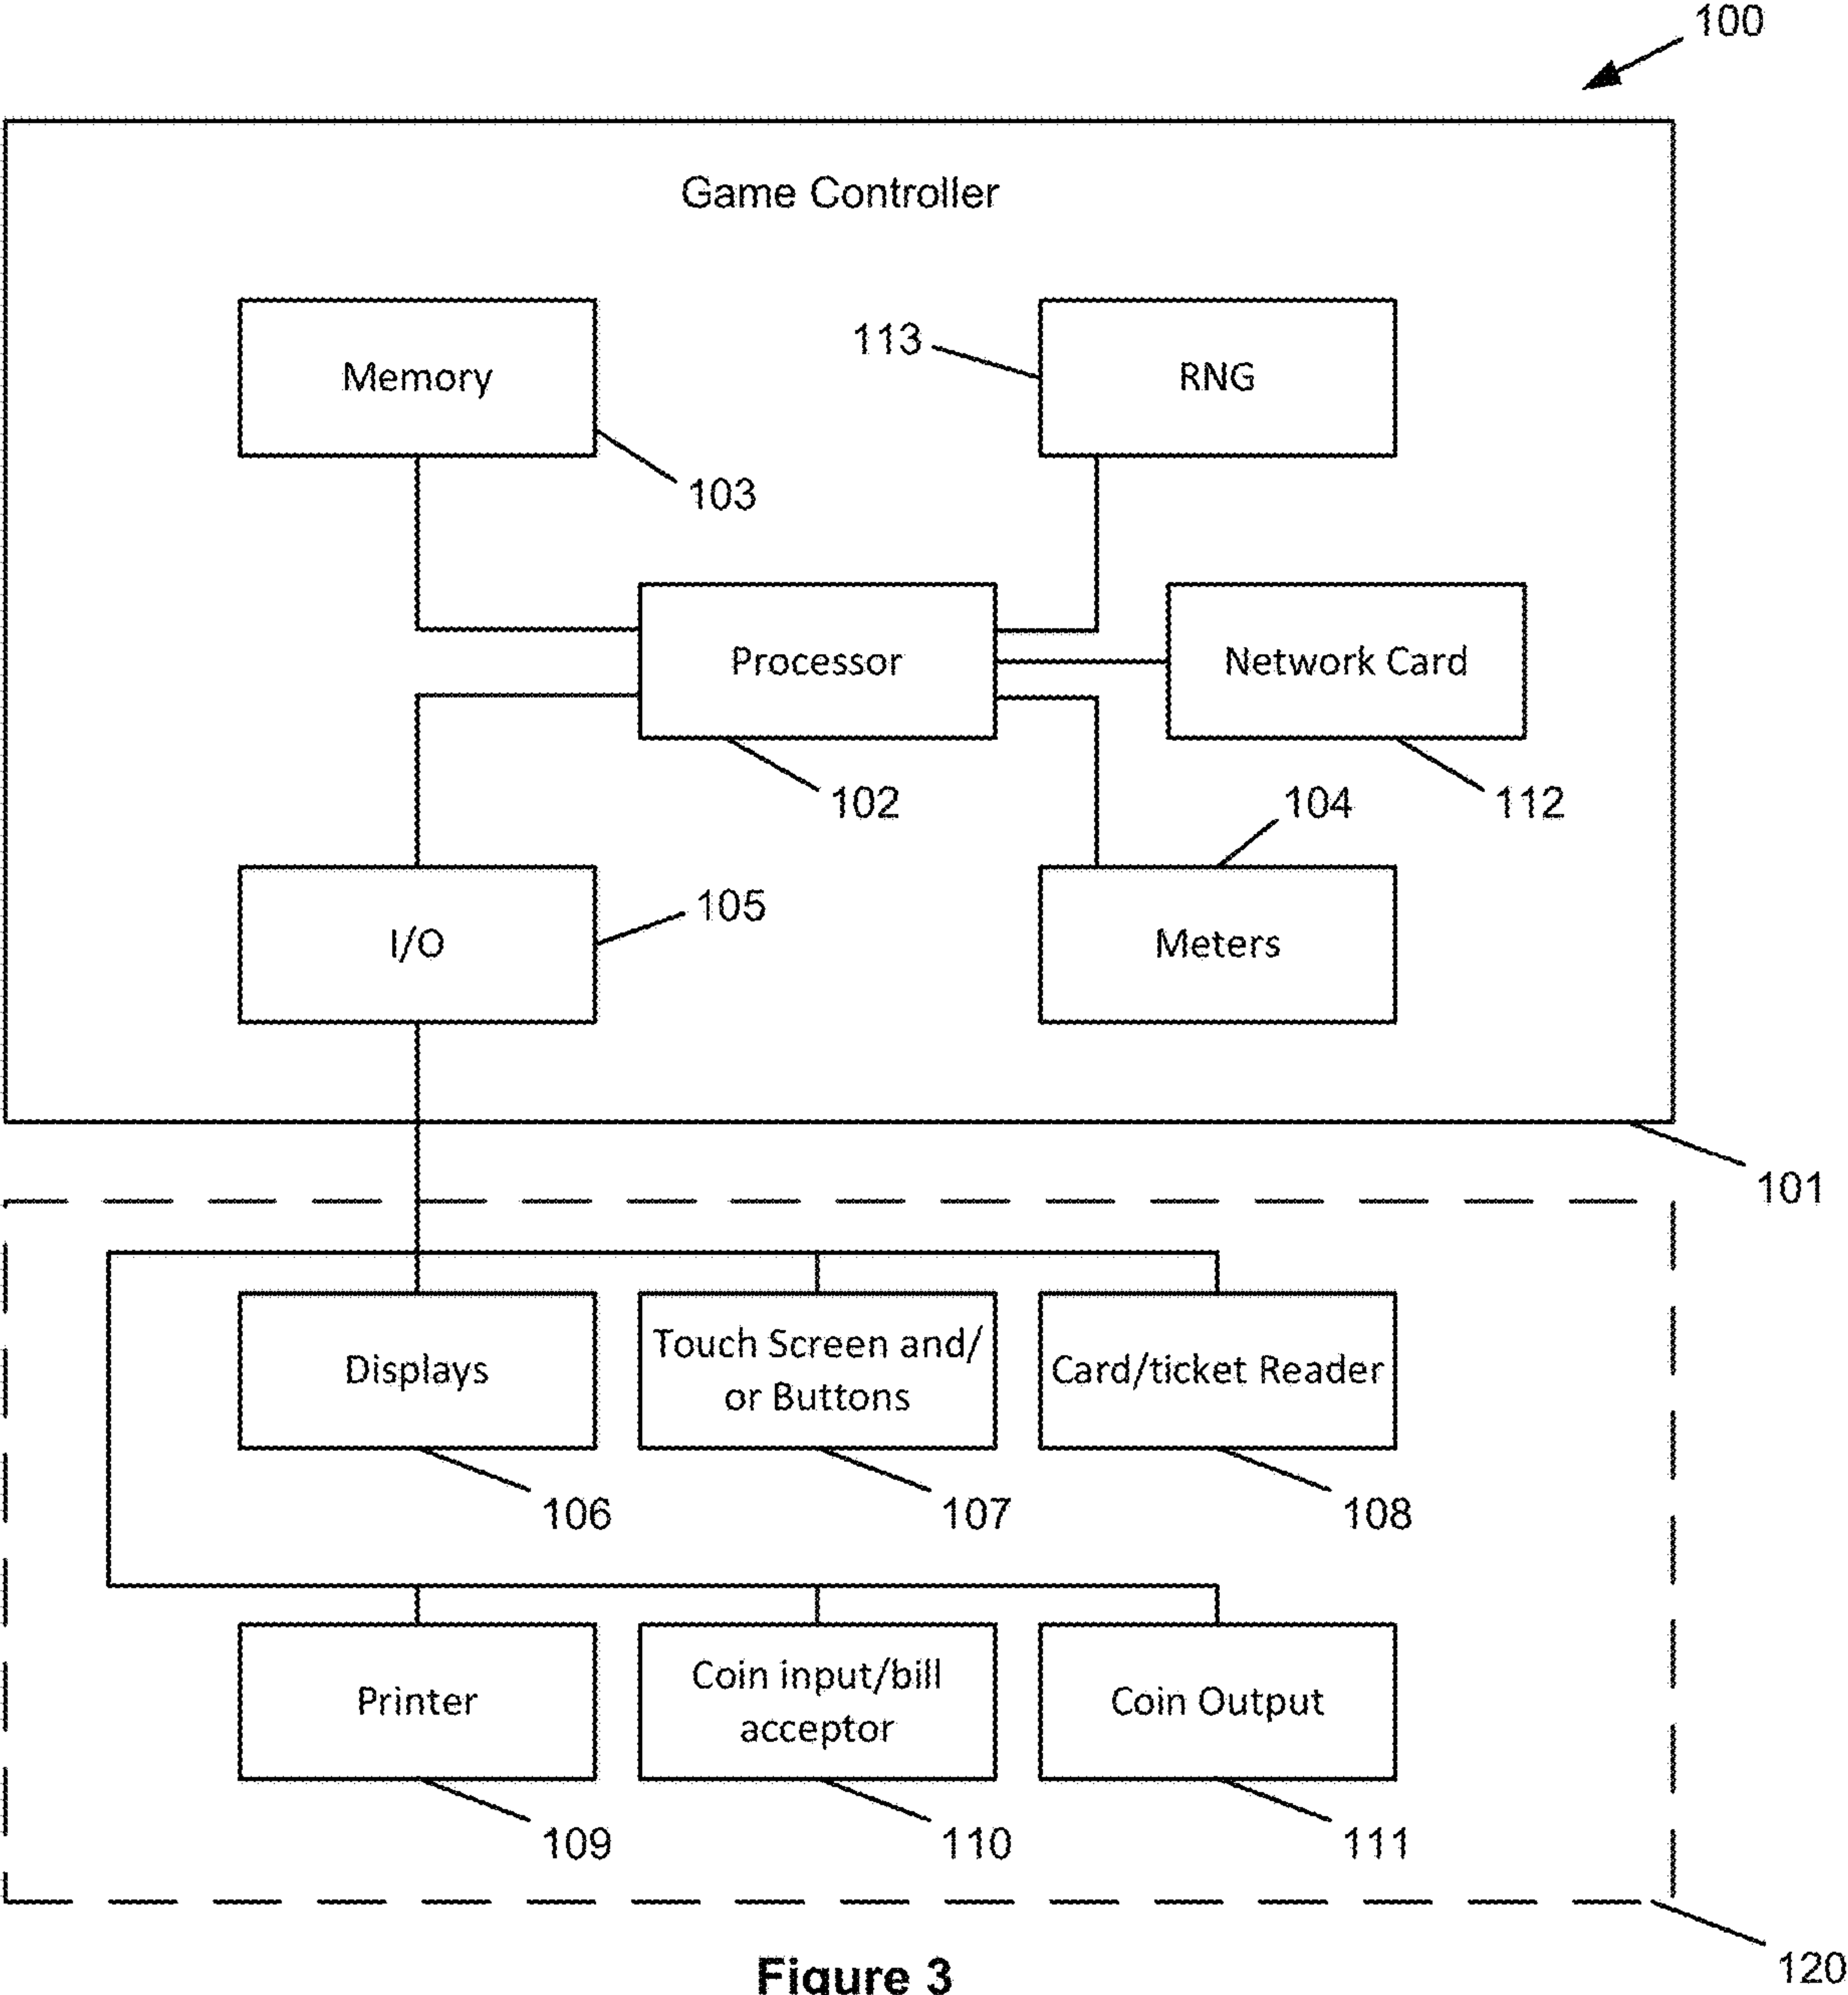 100
Game Controller
Memory
113
RNG
103
Processor
Network Card
102
112
104
105
I/O
Meters
101
Displays
Touch Screen and/
or Buttons
Card/ticket Reader
106
107
108
Printer
Coin input/bill
acceptor
Coin Output
109
110
111
120
Figure 3